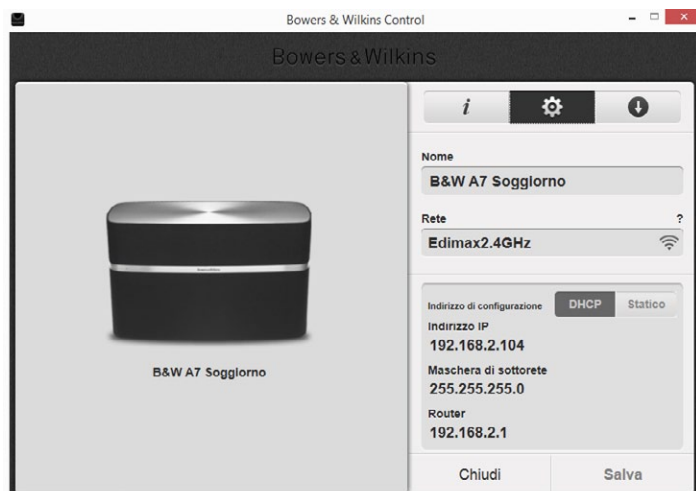 Bowers & Wilkins Control
Bowers & Wilkins
i
Nome
B&W A7 Soggiorno
Rete ?
Edimax2.4GHz
Indirizzo di configurazione DHCP Statico
Indirizzo IP
192.168.2.104
Maschera di sottorete
255.255.255.0
Router
192.168.2.1
B&W A7 Soggiorno
Chiudi Salva